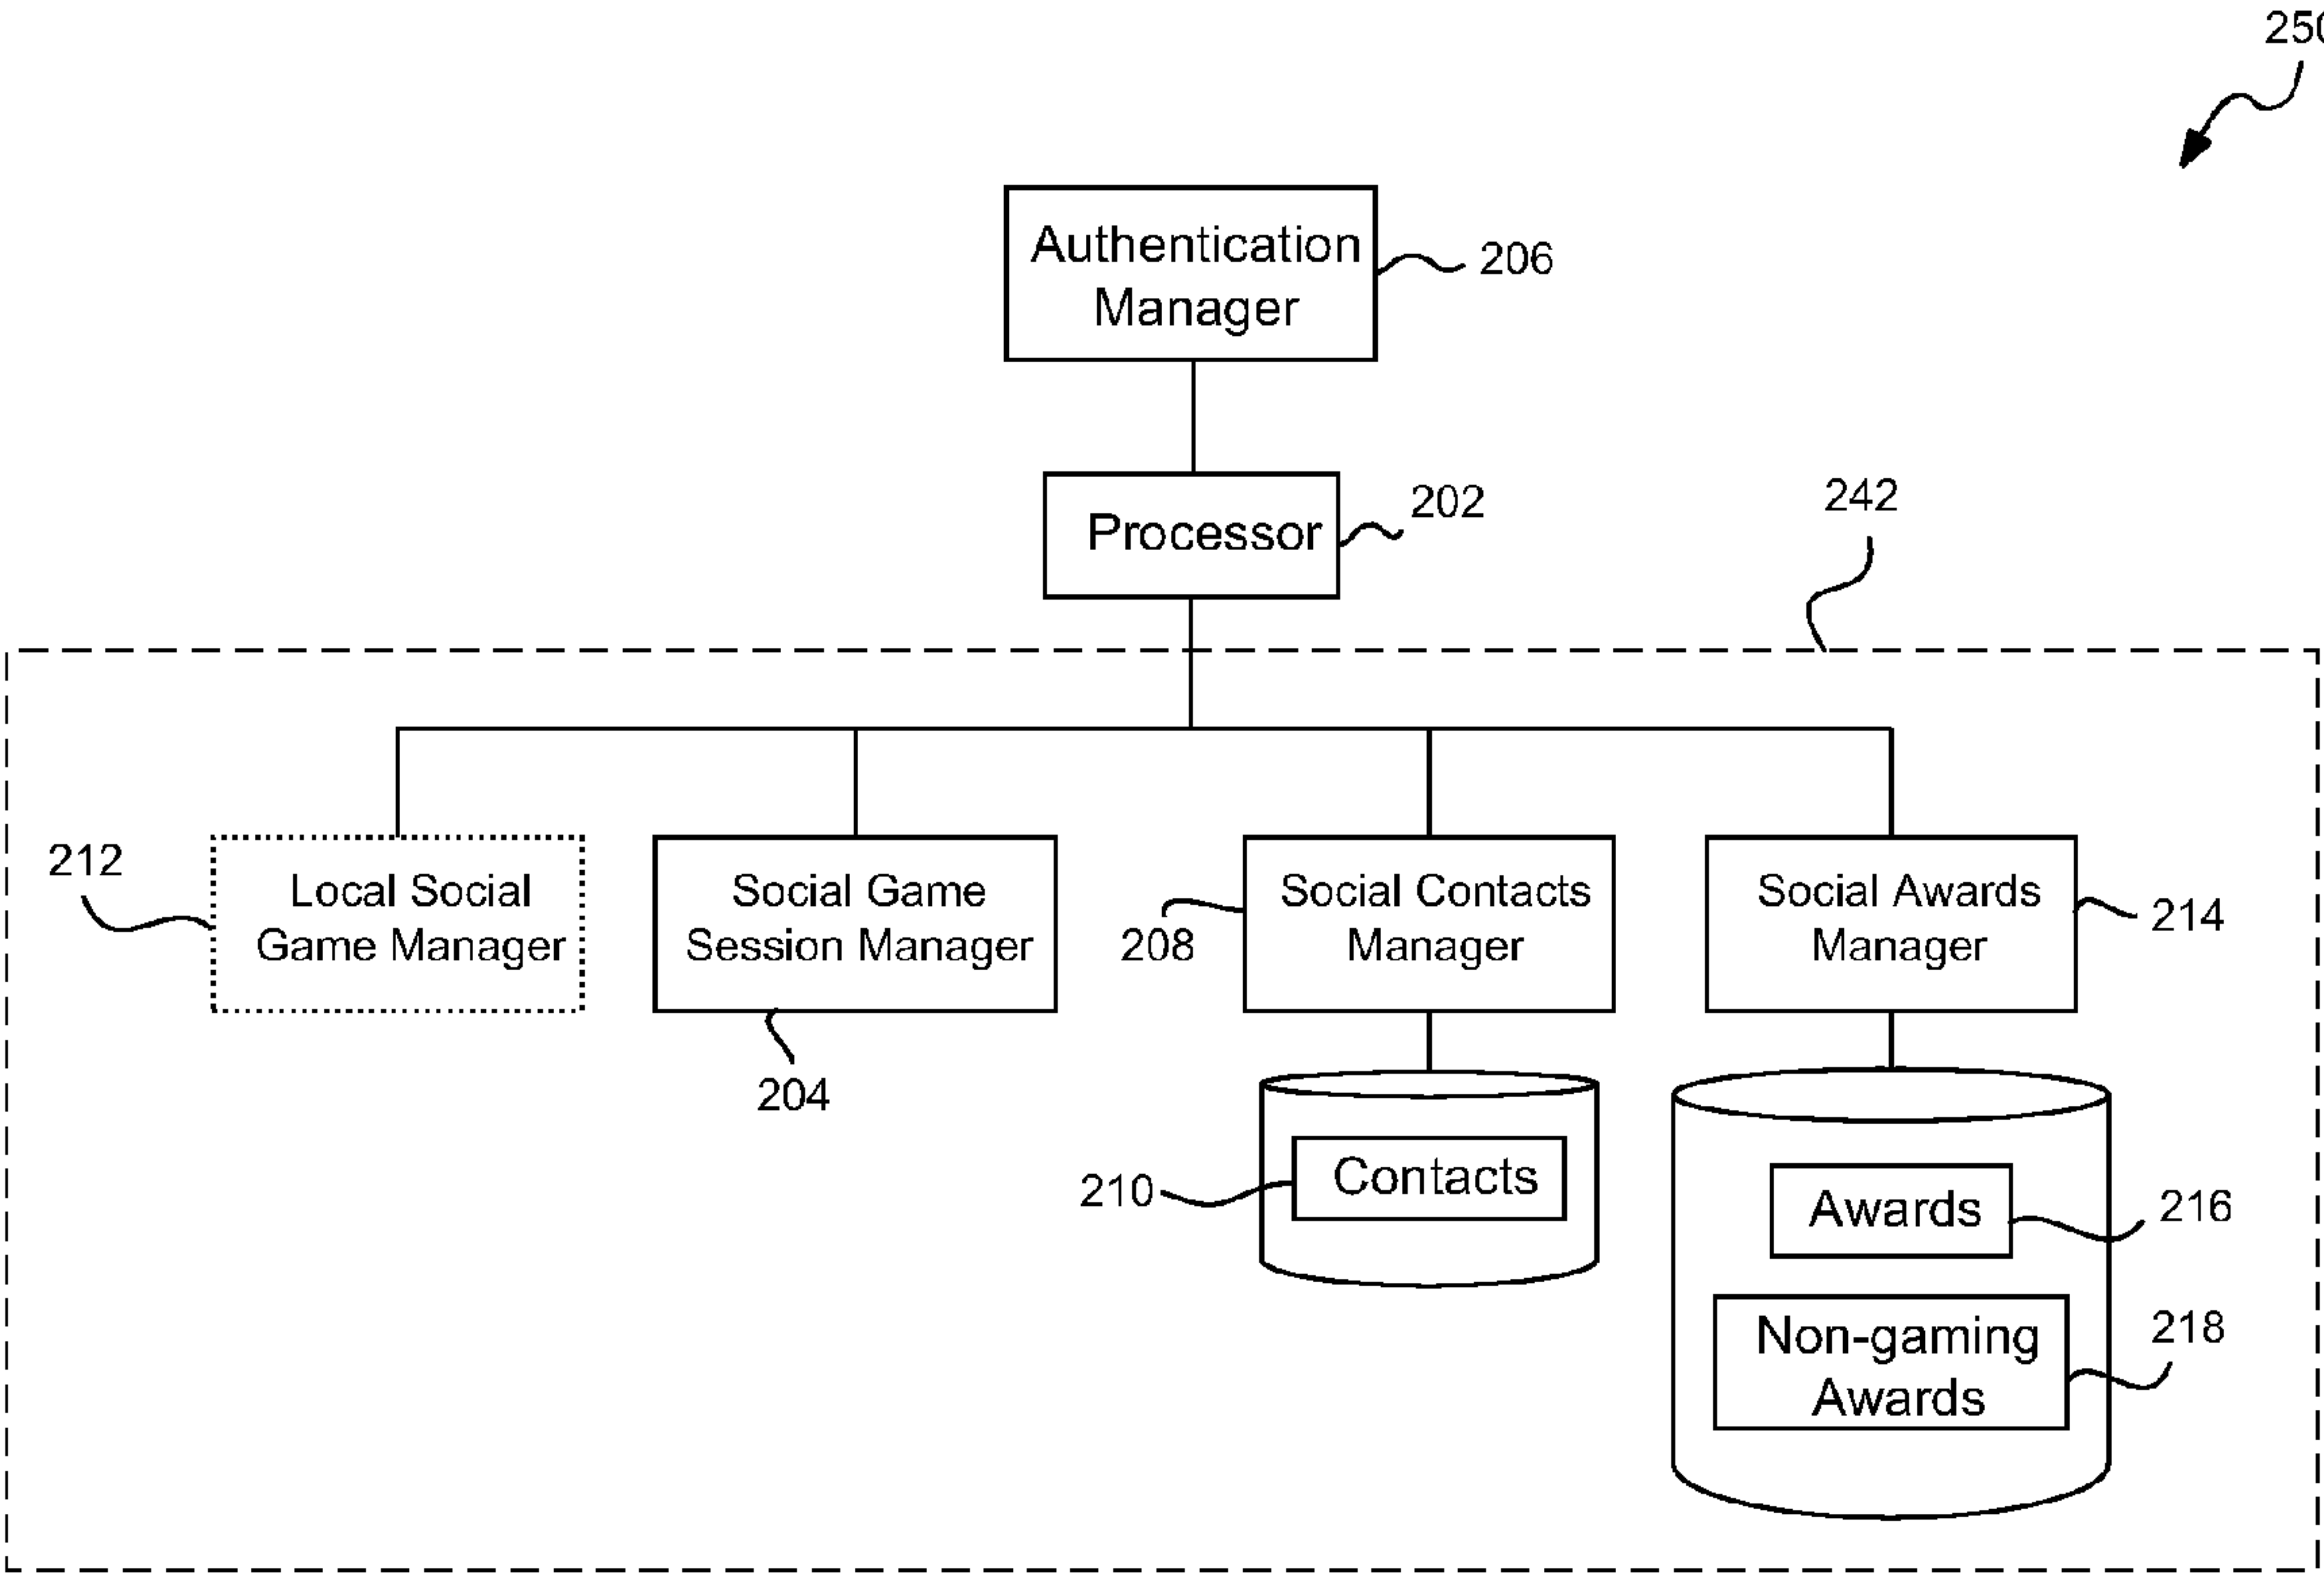 250
Authentication
Manager
206
Processor
202
242
212
Local Social
Game Manager
Social Game
Session Manager
204
208
Social Contacts
Manager
Social Awards
Manager
214
210
Contacts
Awards
216
Non-gaming
Awards
218